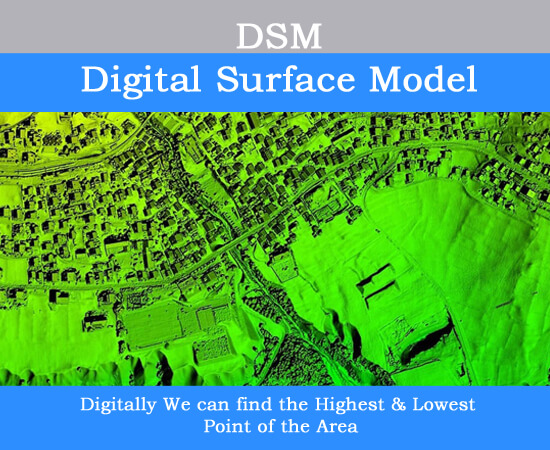 DSM
Digital Surface Model
Digitally We can find the Highest & Lowest
Point of the Area